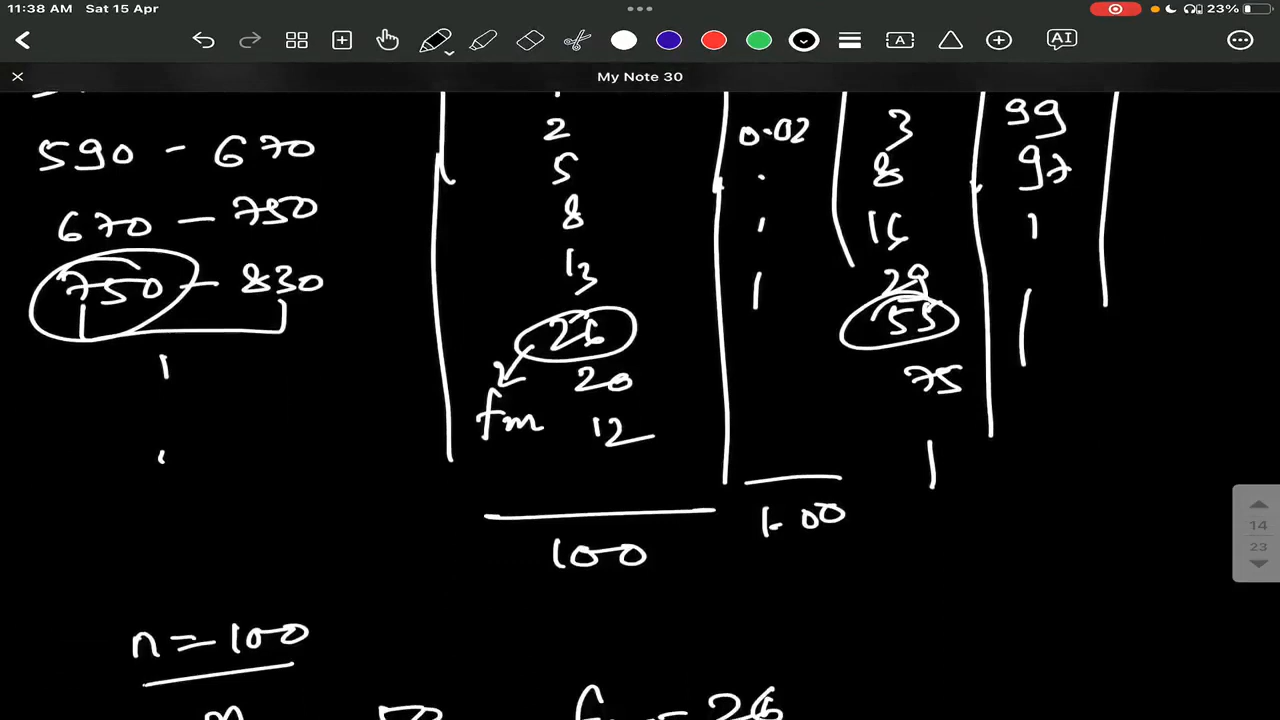 11:38 AM Sat 15 Apr 23%
AI
My Note 30
2 0.02 3 99
590 - 670 5 8 97
670 - 750 8 16
750 - 830 13 29
26 55
20 75
fm 12
100 1.00
14
23
n = 100
= 26